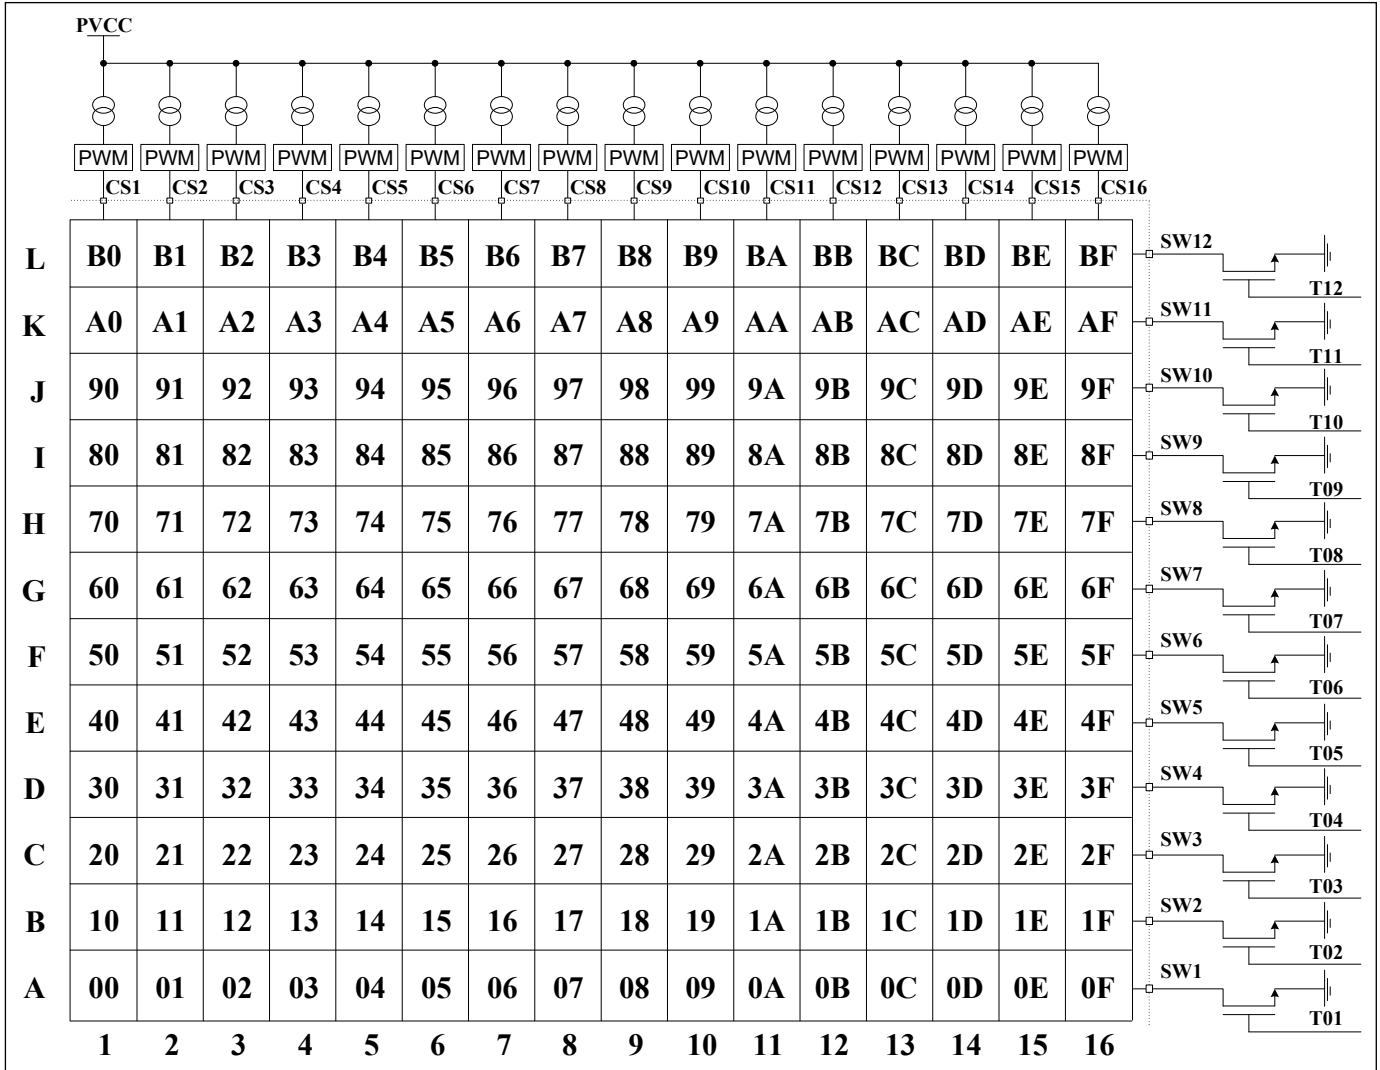 PVCC
PWM PWM PWM PWM PWM PWM PWM PWM PWM PWM PWM PWM PWM PWM PWM PWM
CS1 CS2 CS3 CS4 CS5 CS6 CS7 CS8 CS9 CS10 CS11 CS12 CS13 CS14 CS15 CS16
L B0 B1 B2 B3 B4 B5 B6 B7 B8 B9 BA BB BC BD BE BF SW12
T12
K A0 A1 A2 A3 A4 A5 A6 A7 A8 A9 AA AB AC AD AE AF SW11
T11
J 90 91 92 93 94 95 96 97 98 99 9A 9B 9C 9D 9E 9F SW10
T10
I 80 81 82 83 84 85 86 87 88 89 8A 8B 8C 8D 8E 8F SW9
T09
H 70 71 72 73 74 75 76 77 78 79 7A 7B 7C 7D 7E 7F SW8
T08
G 60 61 62 63 64 65 66 67 68 69 6A 6B 6C 6D 6E 6F SW7
T07
F 50 51 52 53 54 55 56 57 58 59 5A 5B 5C 5D 5E 5F SW6
T06
E 40 41 42 43 44 45 46 47 48 49 4A 4B 4C 4D 4E 4F SW5
T05
D 30 31 32 33 34 35 36 37 38 39 3A 3B 3C 3D 3E 3F SW4
T04
C 20 21 22 23 24 25 26 27 28 29 2A 2B 2C 2D 2E 2F SW3
T03
B 10 11 12 13 14 15 16 17 18 19 1A 1B 1C 1D 1E 1F SW2
T02
A 00 01 02 03 04 05 06 07 08 09 0A 0B 0C 0D 0E 0F SW1
T01
1 2 3 4 5 6 7 8 9 10 11 12 13 14 15 16